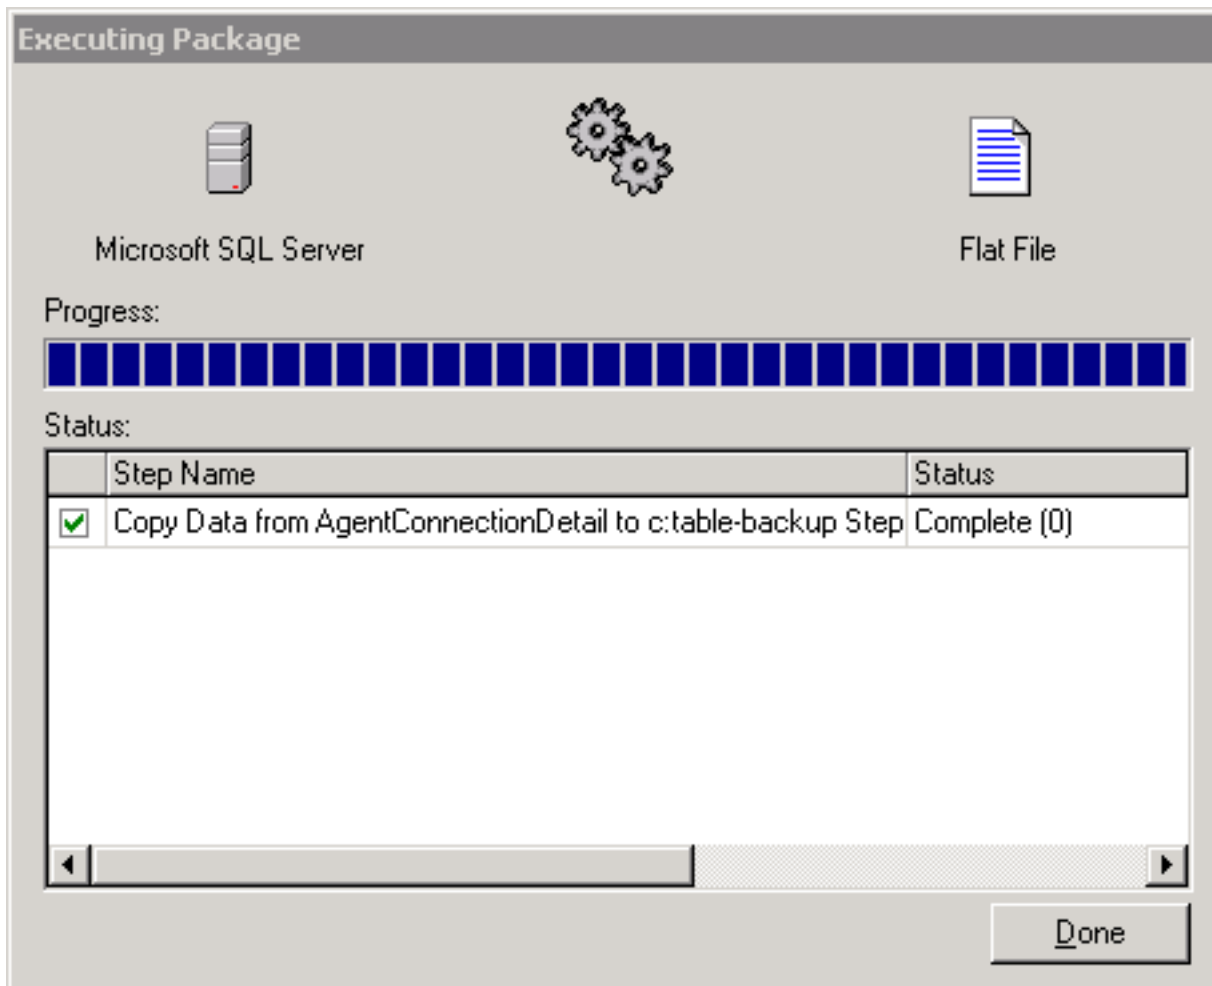 Executing Package
Microsoft SQL Server
Flat File
Progress:
Status:
Step Name Status
Copy Data from AgentConnectionDetail to c:table-backup Step Complete (0)
Done